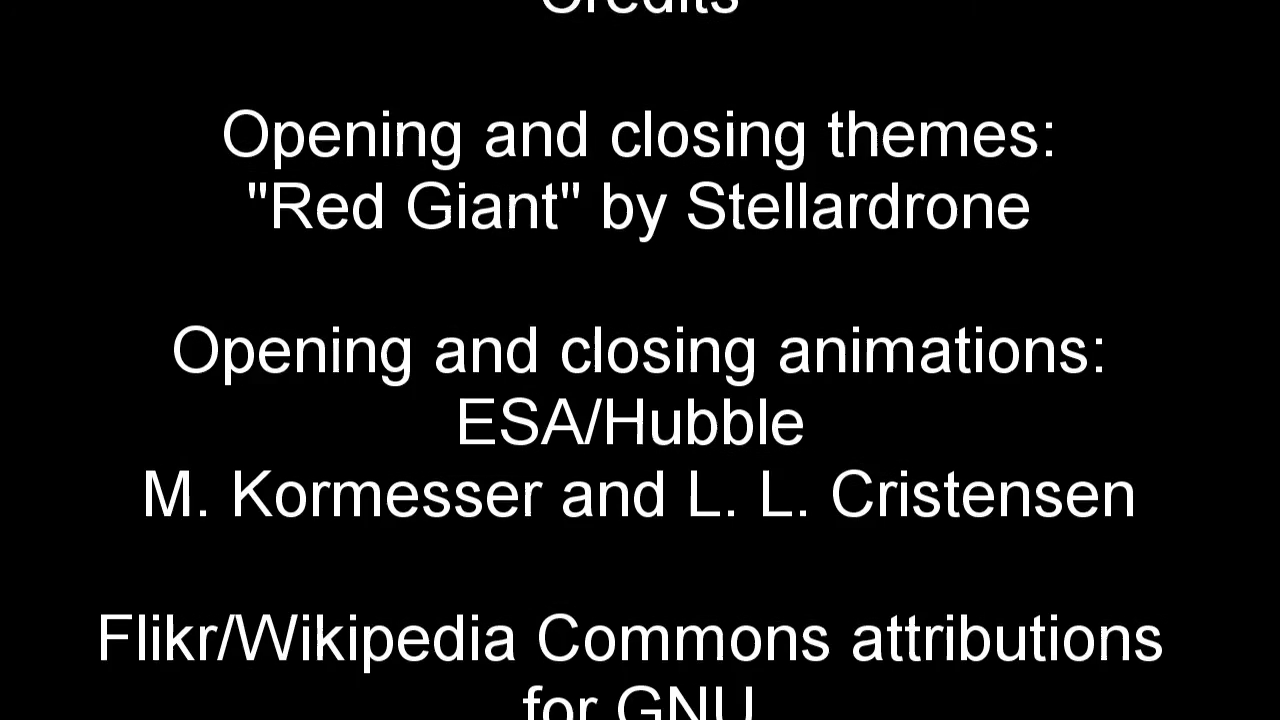 Credits
Opening and closing themes:
"Red Giant" by Stellardrone
Opening and closing animations:
ESA/Hubble
M. Kormesser and L. L. Cristensen
Flikr/Wikipedia Commons attributions
for GNU